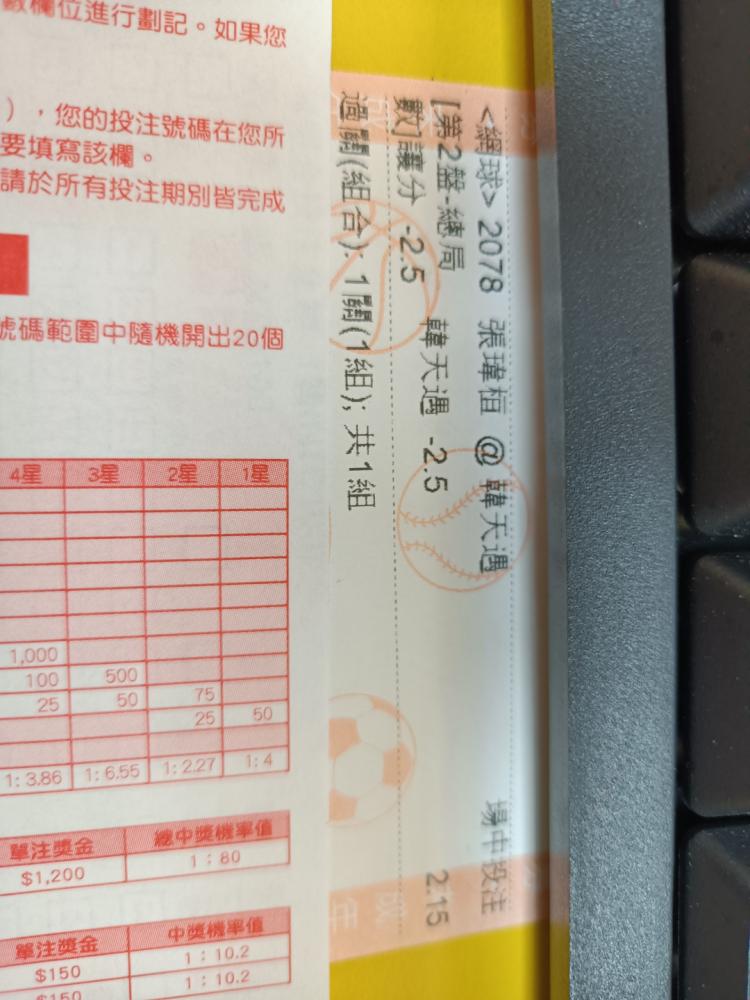 數欄位進行劃記。如果您
),您的投注號碼在您所
要填寫該欄。
請於所有投注期別皆完成
號碼範圍中隨機開出20個
4星 3星 2星 1星
1,000
100 500
25 50 75
25 50
1:3.86 1:6.55 1:2.27 1:4
單注獎金 總中獎機率值
$1,200 1:80
單注獎金 中獎機率值
$150 1:10.2
$150 1:10.2
<網球> 2078 張瑋桓 @ 韓天遇 場中投注
[第2盤-總局 韓天遇 -2.5 2.15
數]讓分 -2.5
過關(組合): 1關(1組); 共1組